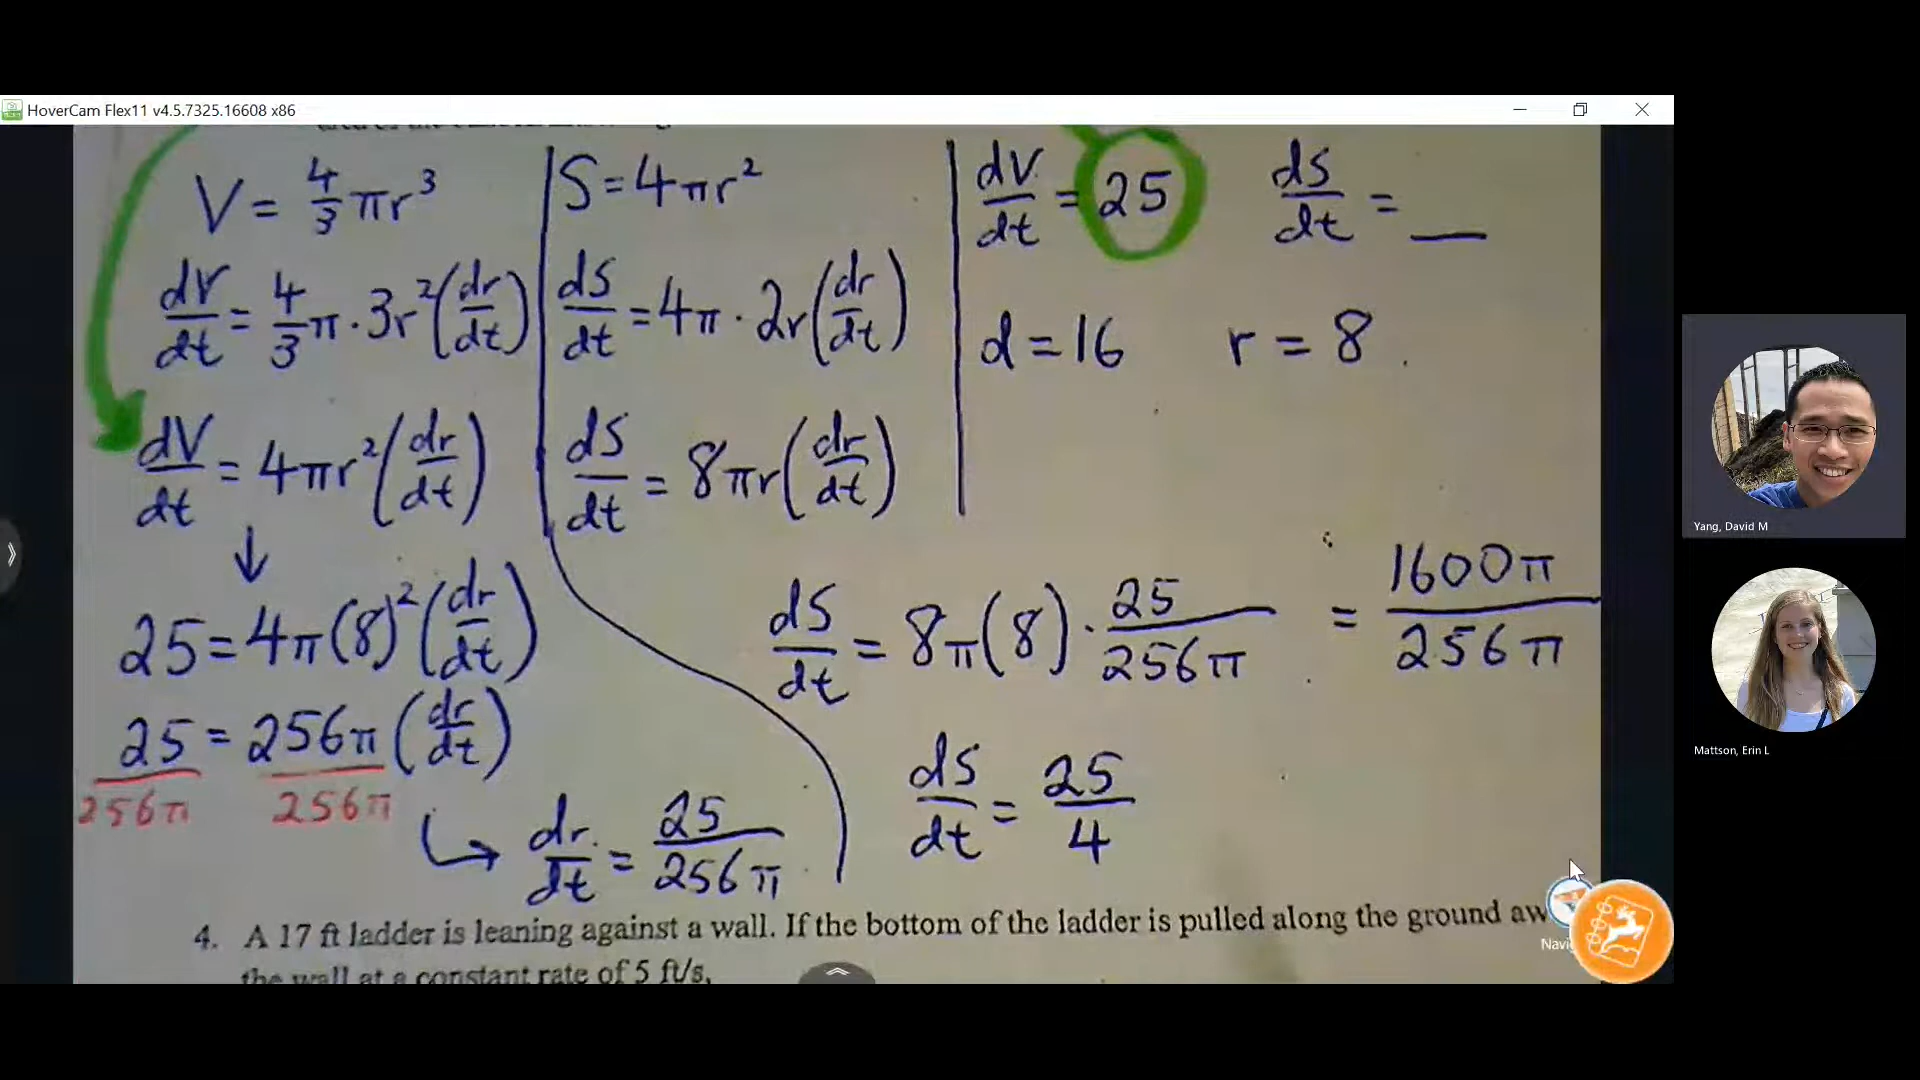 HoverCam Flex11 v4.5.7325.16608 x86
V = 4/3 πr³
dV/dt = 4/3 π · 3r² (dr/dt)
dV/dt = 4πr² (dr/dt)
↓
25 = 4π(8)² (dr/dt)
25 = 256π (dr/dt)
256π 256π
↳ dr/dt = 25/256π
S = 4πr²
dS/dt = 4π · 2r (dr/dt)
dS/dt = 8πr (dr/dt)
dV/dt = 25 dS/dt = __
d = 16 r = 8
dS/dt = 8π(8) · 25/256π = 1600π/256π
dS/dt = 25/4
4. A 17 ft ladder is leaning against a wall. If the bottom of the ladder is pulled along the ground aw
the wall at a constant rate of 5 ft/s,
Navi
Yang, David M
Mattson, Erin L